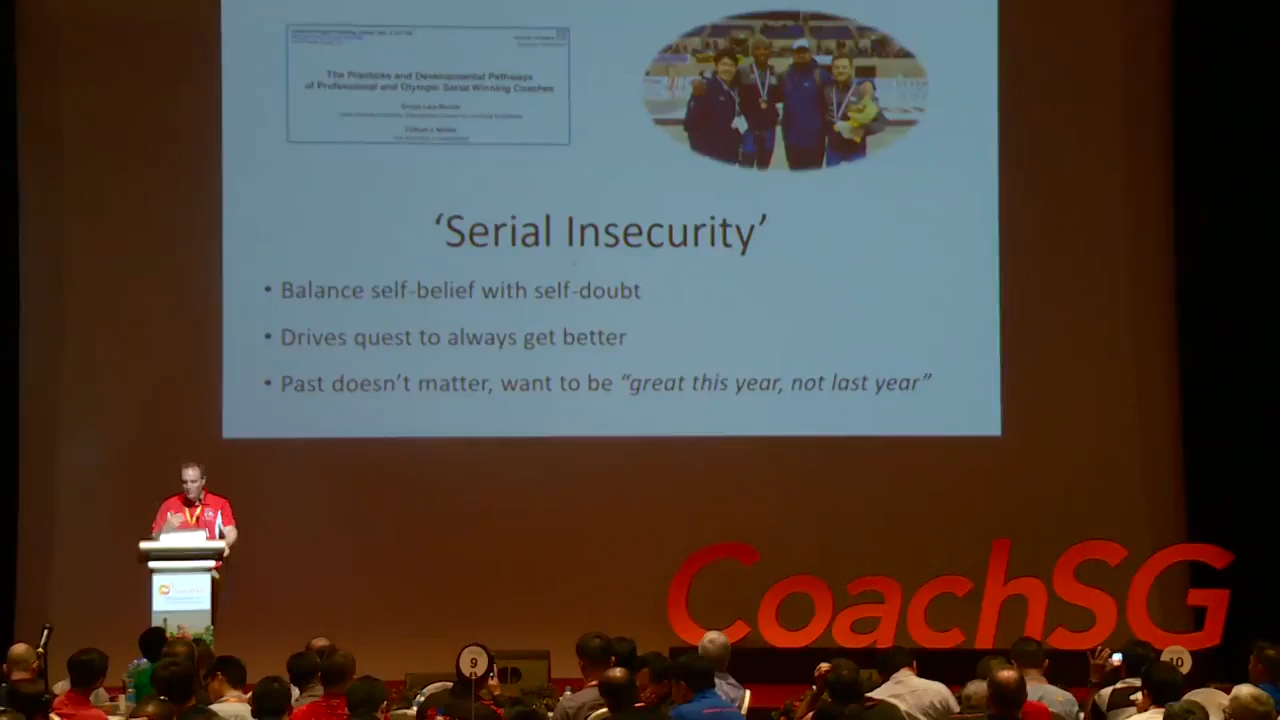 The Practices and Developmental Pathways
of Professional and Olympic Serial Winning Coaches
‘Serial Insecurity’
• Balance self-belief with self-doubt
• Drives quest to always get better
• Past doesn’t matter, want to be “great this year, not last year”
CoachSG
9
10